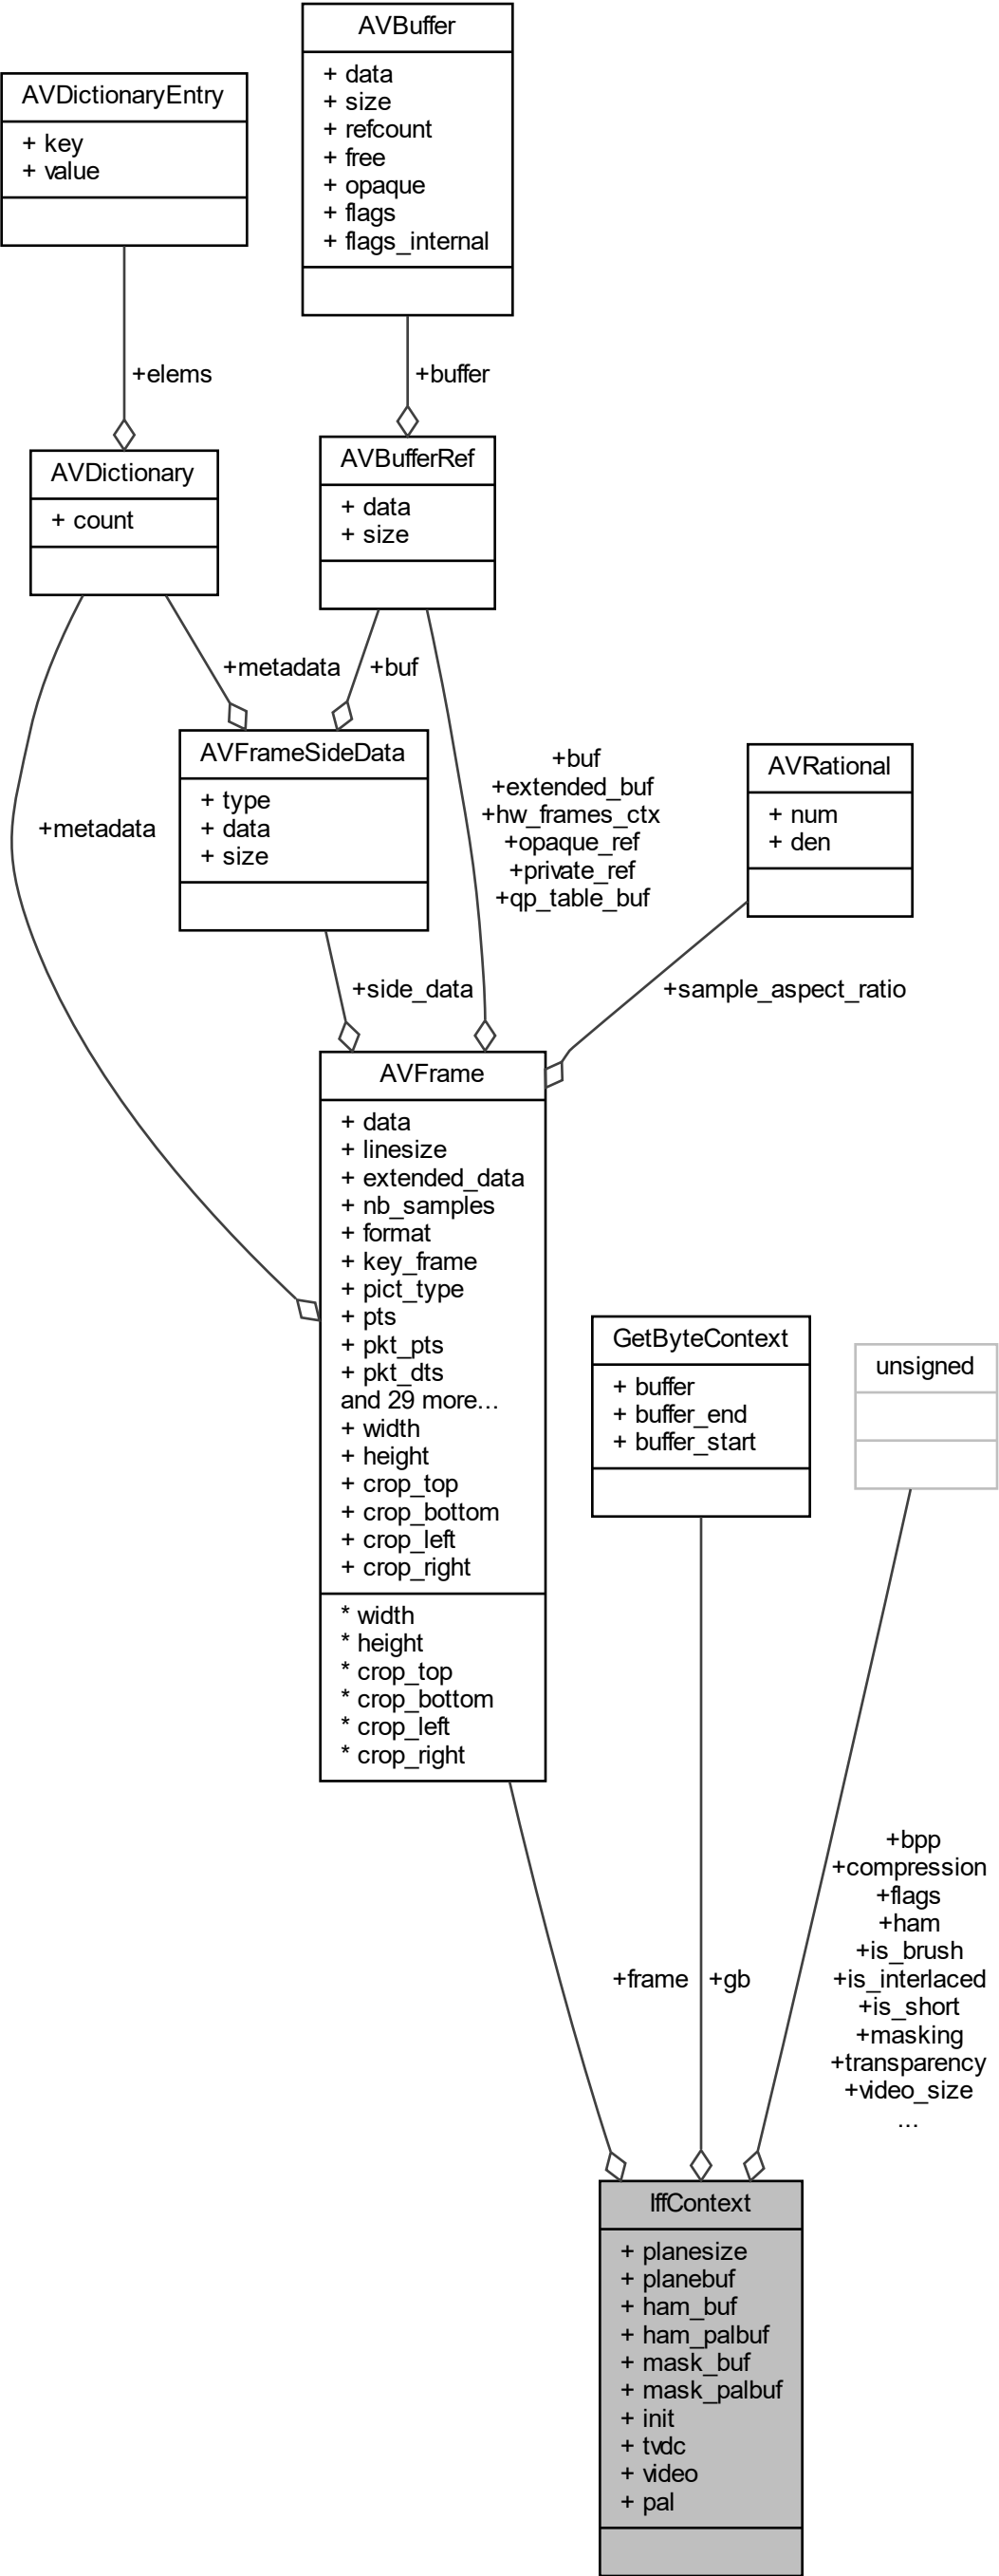 AVBuffer
+ data
+ size
+ refcount
+ free
+ opaque
+ flags
+ flags_internal
AVDictionaryEntry
+ key
+ value
+elems
+buffer
AVDictionary
+ count
AVBufferRef
+ data
+ size
+metadata
+buf
AVFrameSideData
+ type
+ data
+ size
+metadata
+buf
+extended_buf
+hw_frames_ctx
+opaque_ref
+private_ref
+qp_table_buf
AVRational
+ num
+ den
+side_data
+sample_aspect_ratio
AVFrame
+ data
+ linesize
+ extended_data
+ nb_samples
+ format
+ key_frame
+ pict_type
+ pts
+ pkt_pts
+ pkt_dts
and 29 more...
+ width
+ height
+ crop_top
+ crop_bottom
+ crop_left
+ crop_right
* width
* height
* crop_top
* crop_bottom
* crop_left
* crop_right
GetByteContext
+ buffer
+ buffer_end
+ buffer_start
unsigned
+frame
+gb
+bpp
+compression
+flags
+ham
+is_brush
+is_interlaced
+is_short
+masking
+transparency
+video_size
...
IffContext
+ planesize
+ planebuf
+ ham_buf
+ ham_palbuf
+ mask_buf
+ mask_palbuf
+ init
+ tvdc
+ video
+ pal